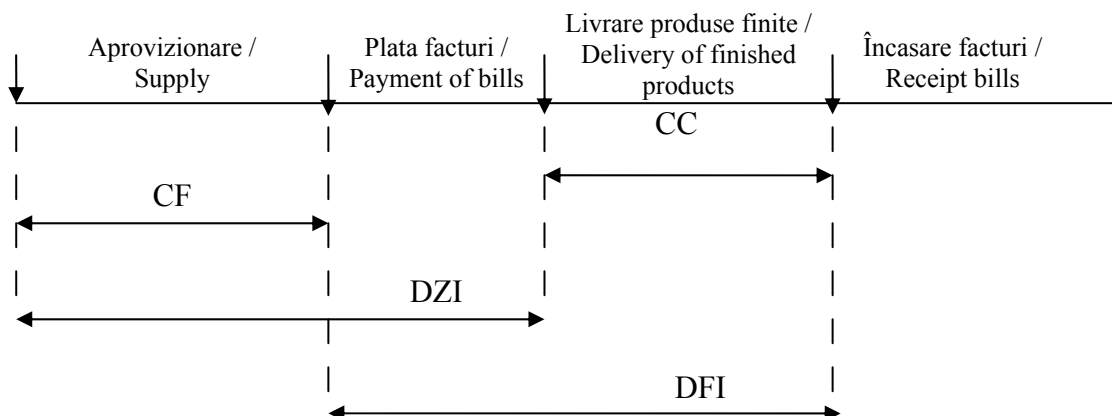 Aprovizionare /
Supply
Plata facturi /
Payment of bills
Livrare produse finite /
Delivery of finished
products
Încasare facturi /
Receipt bills
CC
CF
DZI
DFI